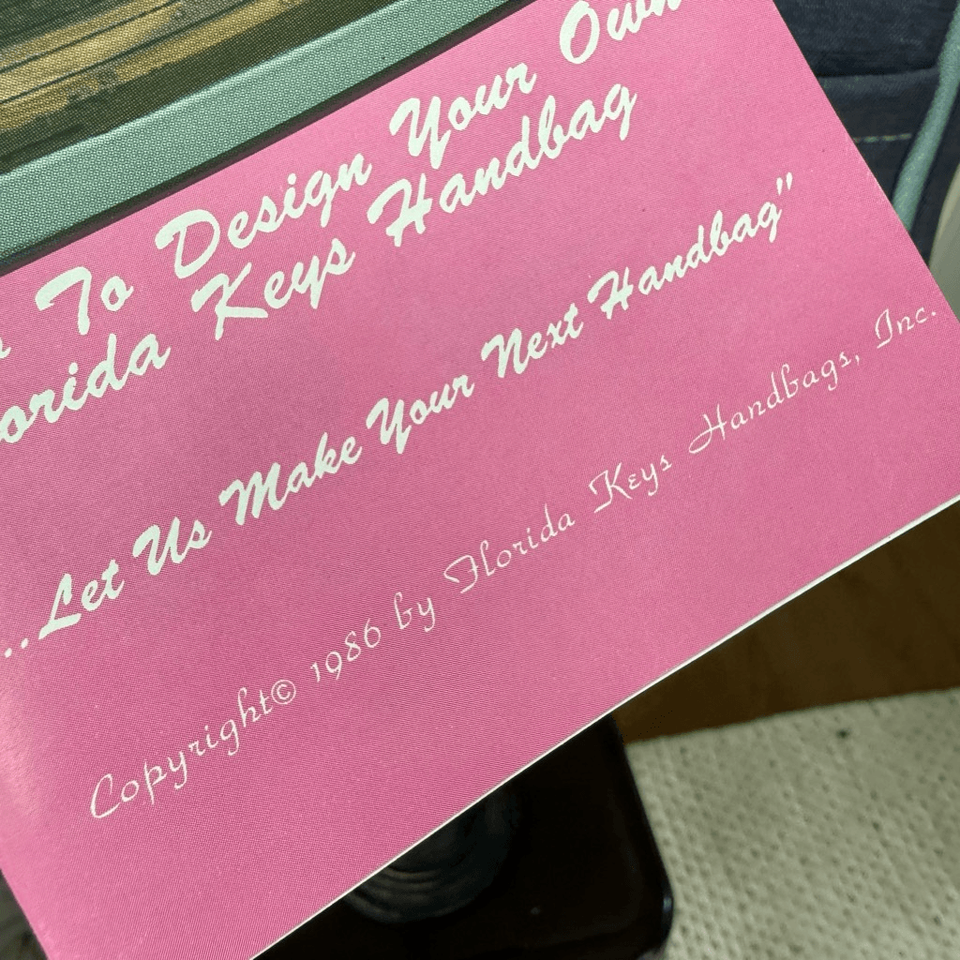 To Design Your Own
Florida Keys Handbag
...Let Us Make Your Next Handbag"
Copyright© 1986 by Florida Keys Handbags, Inc.